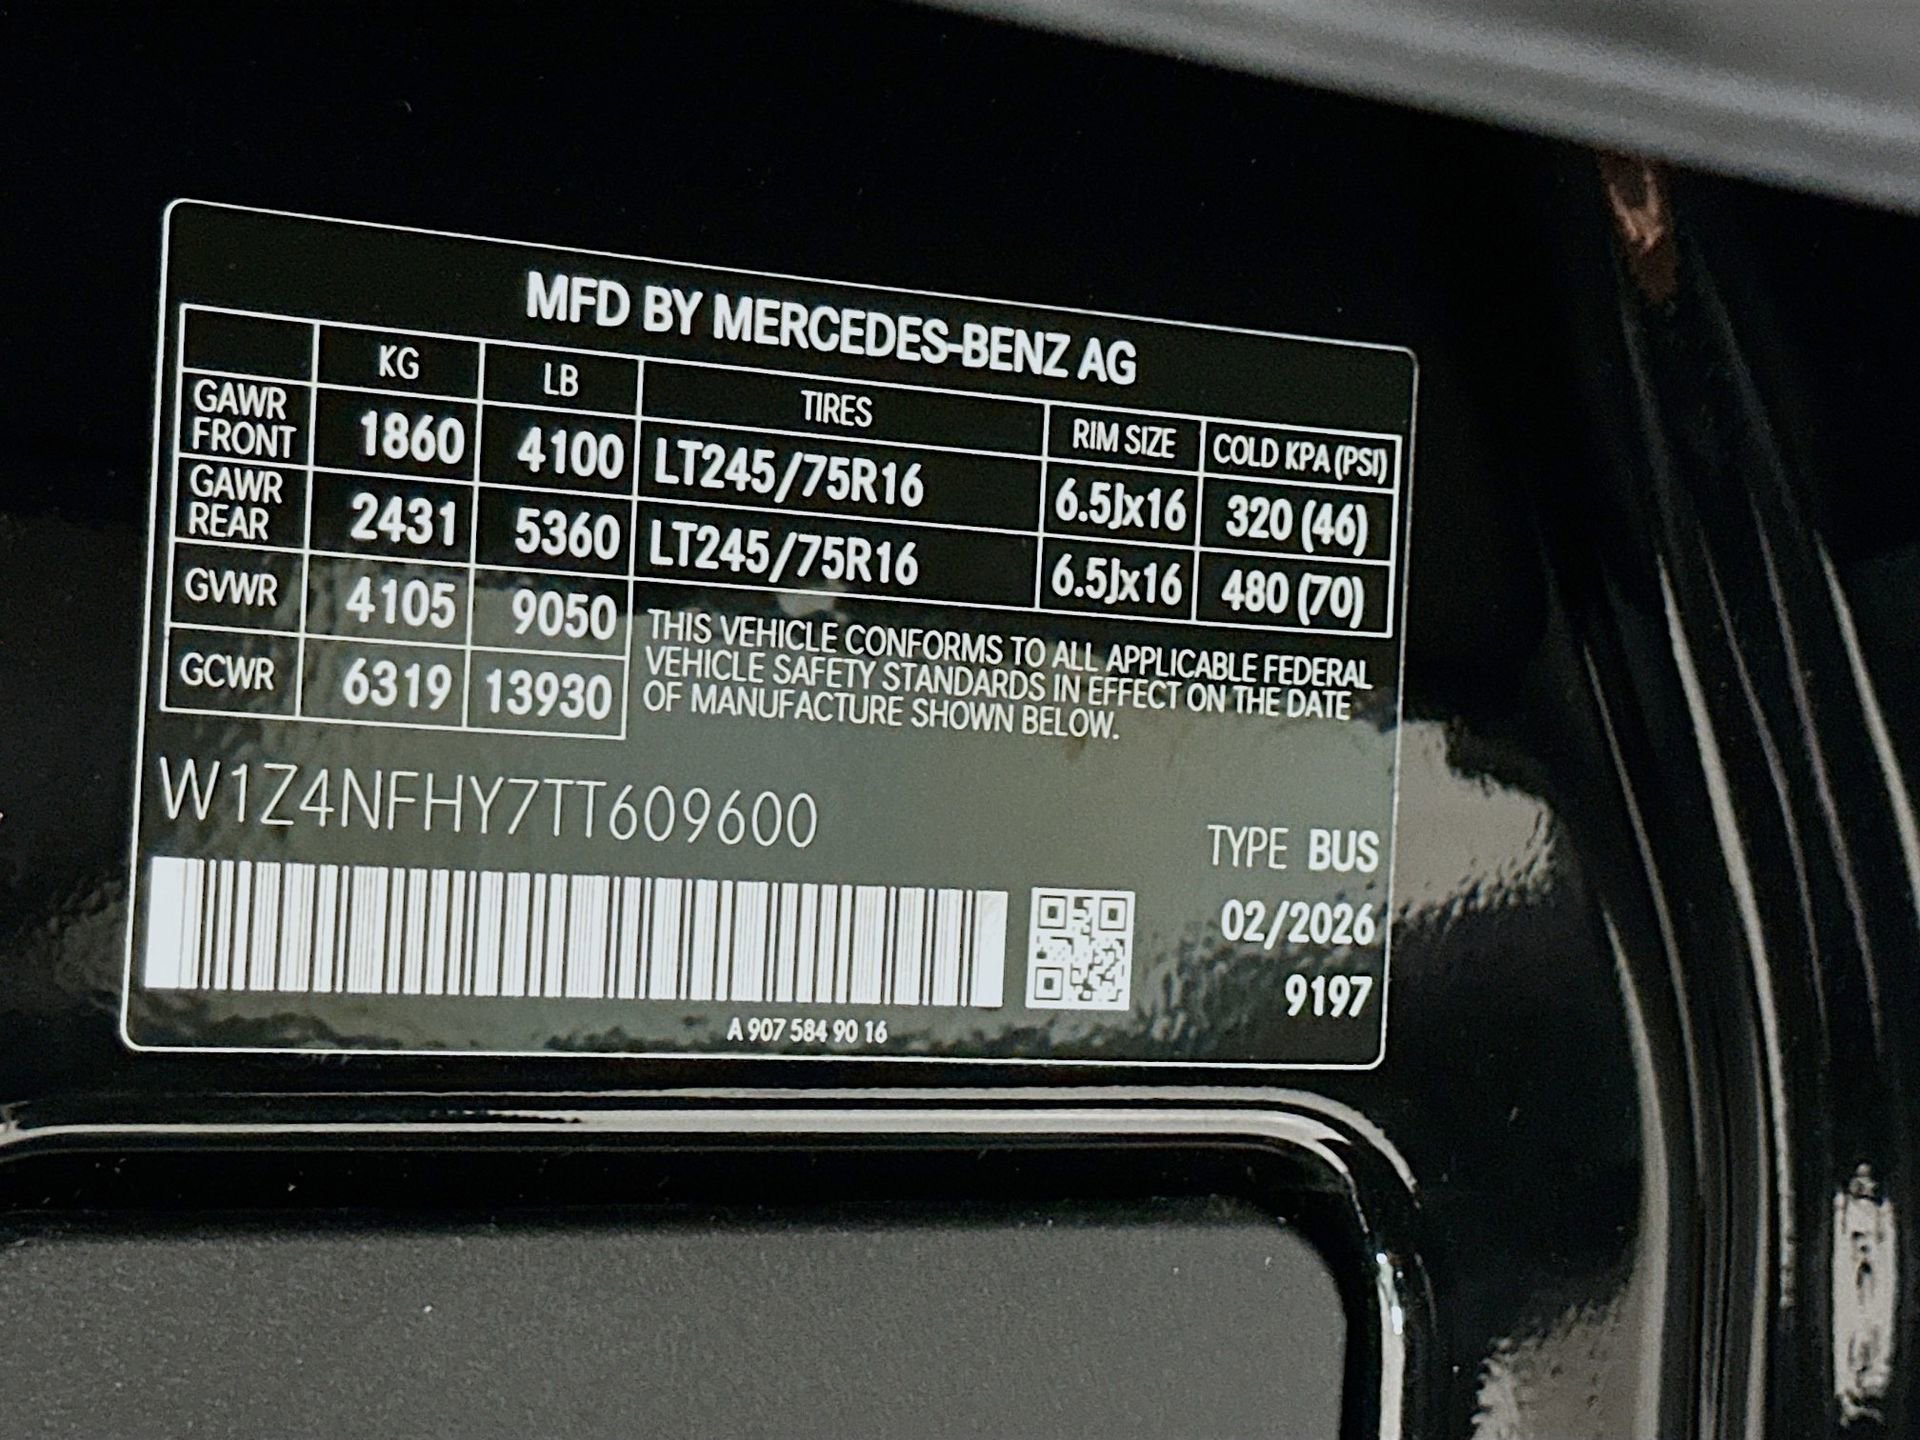 MFD BY MERCEDES-BENZ AG
KG LB TIRES RIM SIZE COLD KPA (PSI)
GAWR FRONT 1860 4100 LT245/75R16 6.5Jx16 320 (46)
GAWR REAR 2431 5360 LT245/75R16 6.5Jx16 480 (70)
GVWR 4105 9050
GCWR 6319 13930
THIS VEHICLE CONFORMS TO ALL APPLICABLE FEDERAL
VEHICLE SAFETY STANDARDS IN EFFECT ON THE DATE
OF MANUFACTURE SHOWN BELOW.
W1Z4NFHY7TT609600
TYPE BUS
02/2026
9197
A 907 584 90 16